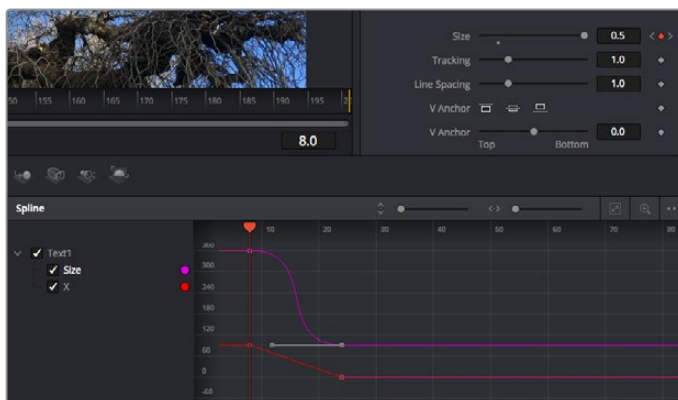 Size 0.5
Tracking 1.0
Line Spacing 1.0
V Anchor
V Anchor 0.0
Top Bottom
50 155 160 165 170 175 180 185 190 195
8.0
Spline
10 20 30 40 50 60 70 80
Text1
Size
X
360
300
240
180
120
60
0
-60